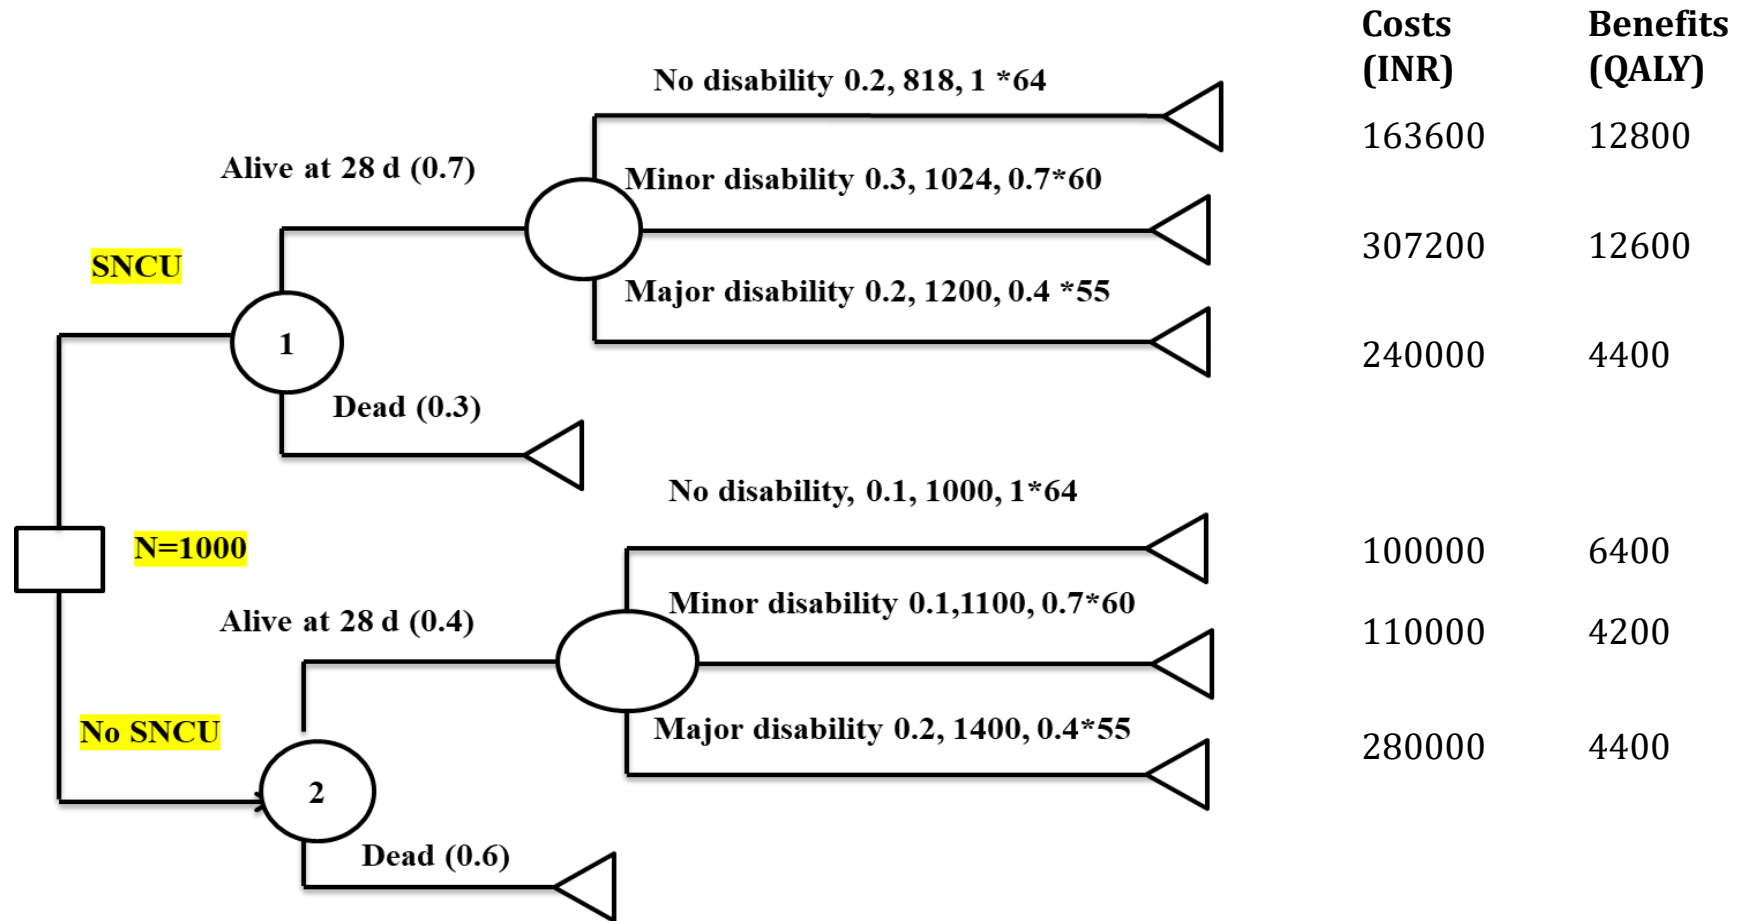 Costs Benefits
(INR) (QALY)
No disability 0.2, 818, 1 *64
163600 12800
Alive at 28 d (0.7)
Minor disability 0.3, 1024, 0.7*60
SNCU
307200 12600
Major disability 0.2, 1200, 0.4 *55
1
240000 4400
Dead (0.3)
No disability, 0.1, 1000, 1*64
N=1000
100000 6400
Alive at 28 d (0.4)
Minor disability 0.1,1100, 0.7*60
110000 4200
No SNCU
Major disability 0.2, 1400, 0.4*55
280000 4400
2
Dead (0.6)